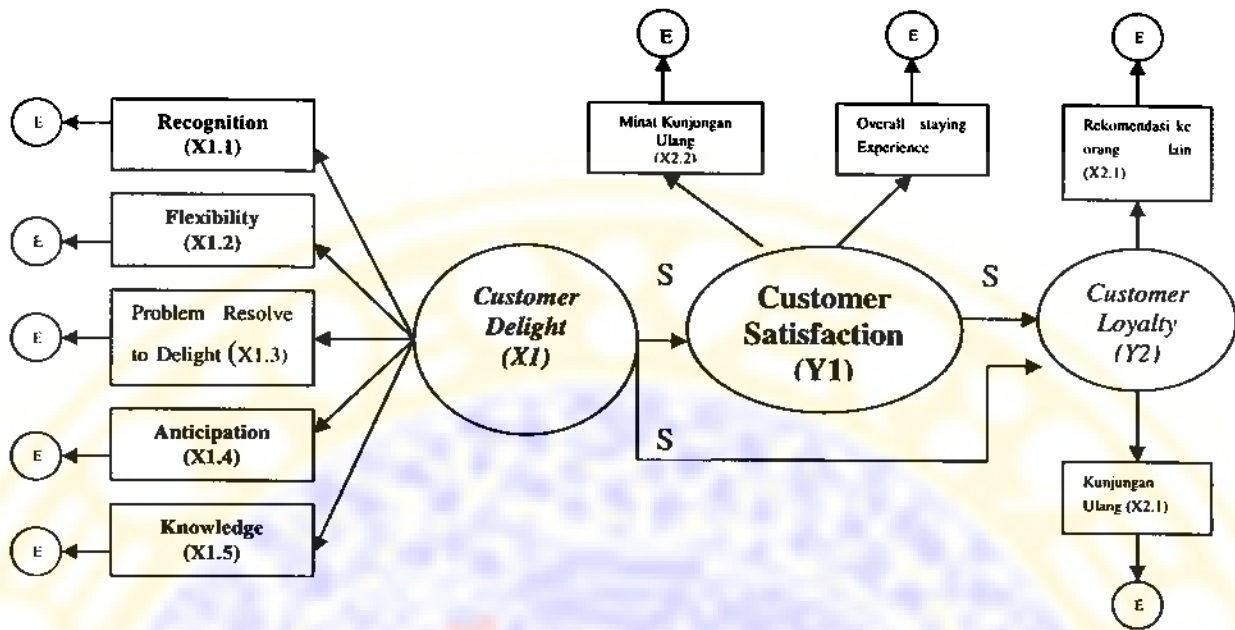 E
E
E
Recognition
(X1.1)
E
Minat Kunjungan
Ulang
(X2.2)
Overall staying
Experience
Rekomendasi ke
orang lain
(X2.1)
Flexibility
(X1.2)
E
Problem Resolve
to Delight (X1.3)
E
Customer
Delight
(X1)
S
Customer
Satisfaction
(Y1)
S
Customer
Loyalty
(Y2)
S
Anticipation
(X1.4)
E
Knowledge
(X1.5)
E
Kunjungan
Ulang (X2.1)
E